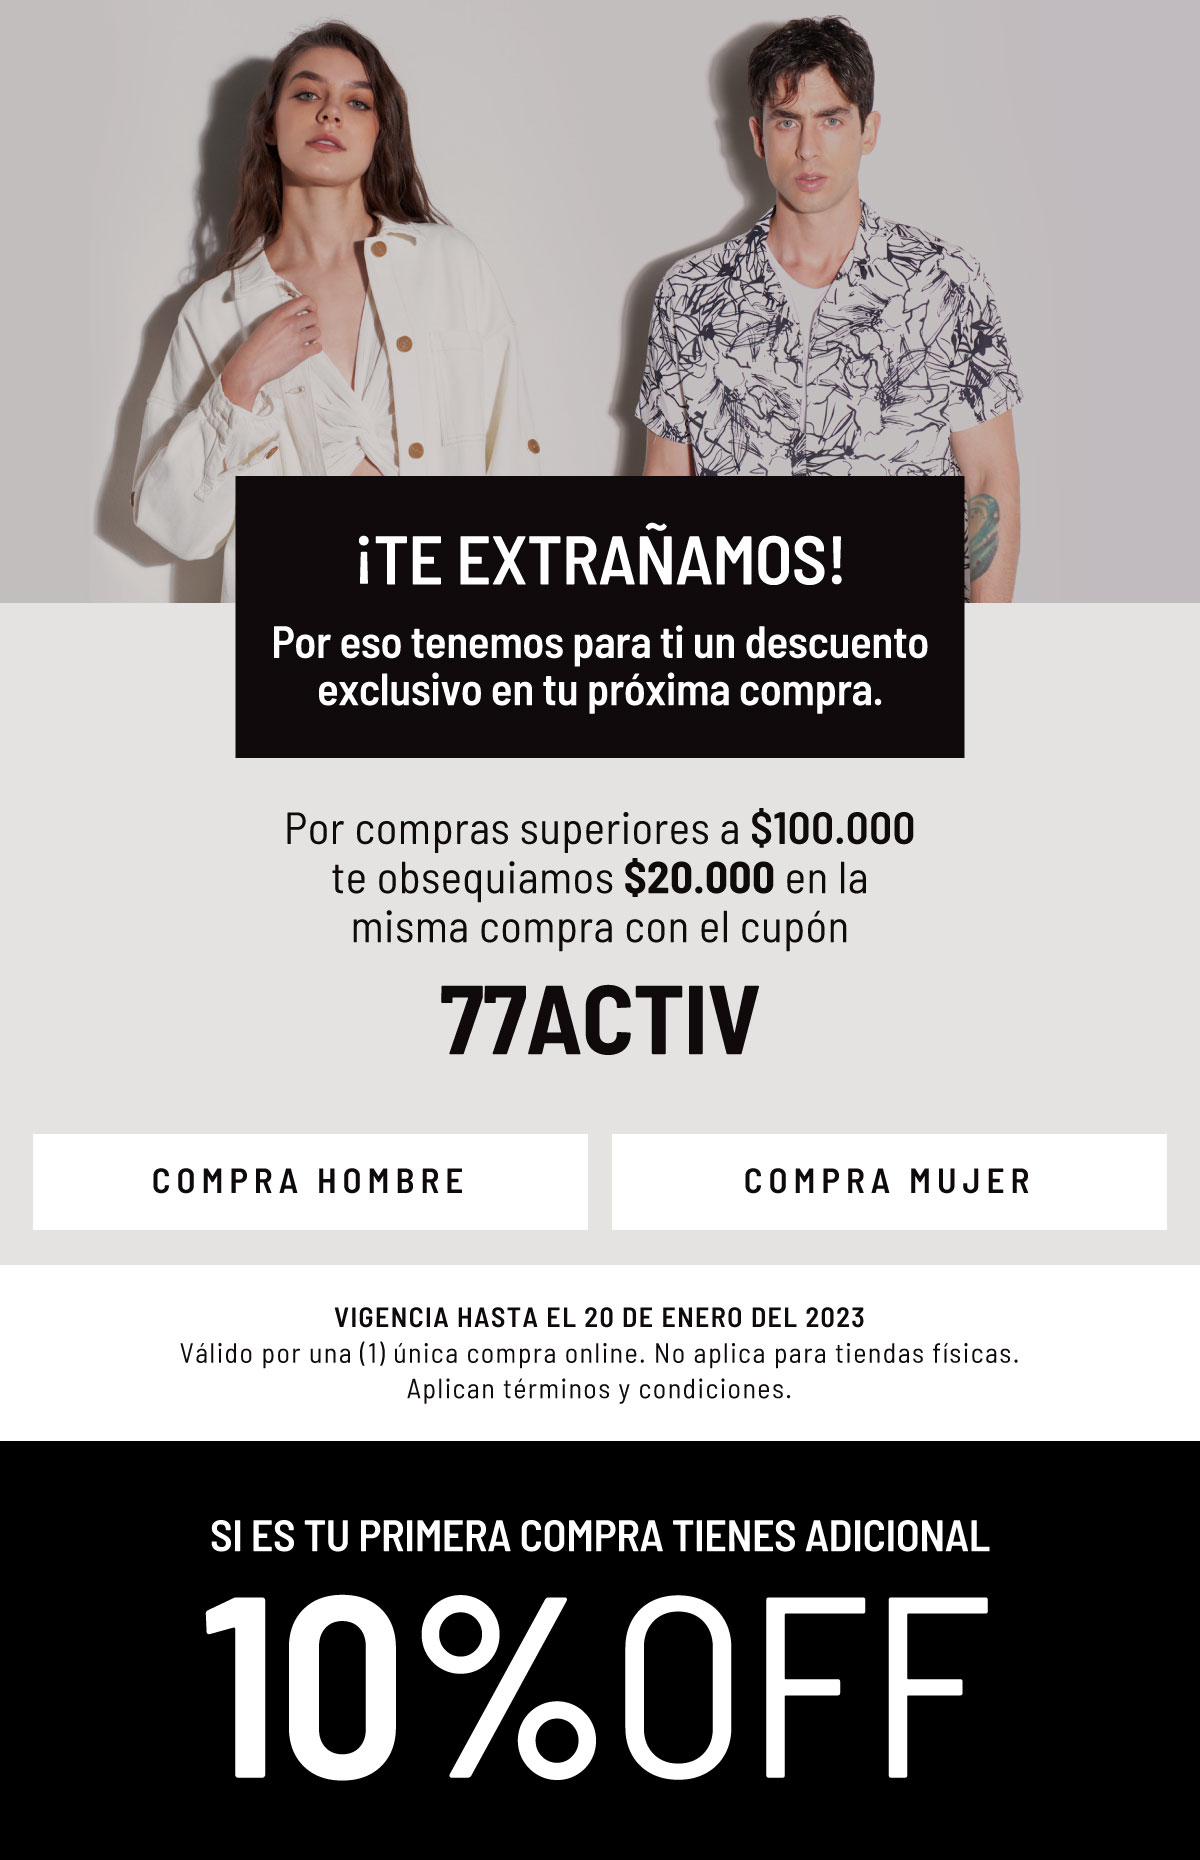 ¡TE EXTRAÑAMOS!
Por eso tenemos para ti un descuento
exclusivo en tu próxima compra.
Por compras superiores a $100.000
te obsequiamos $20.000 en la
misma compra con el cupón
77ACTIV
COMPRA HOMBRE
COMPRA MUJER
VIGENCIA HASTA EL 20 DE ENERO DEL 2023
Válido por una (1) única compra online. No aplica para tiendas físicas.
Aplican términos y condiciones.
SI ES TU PRIMERA COMPRA TIENES ADICIONAL
10%OFF